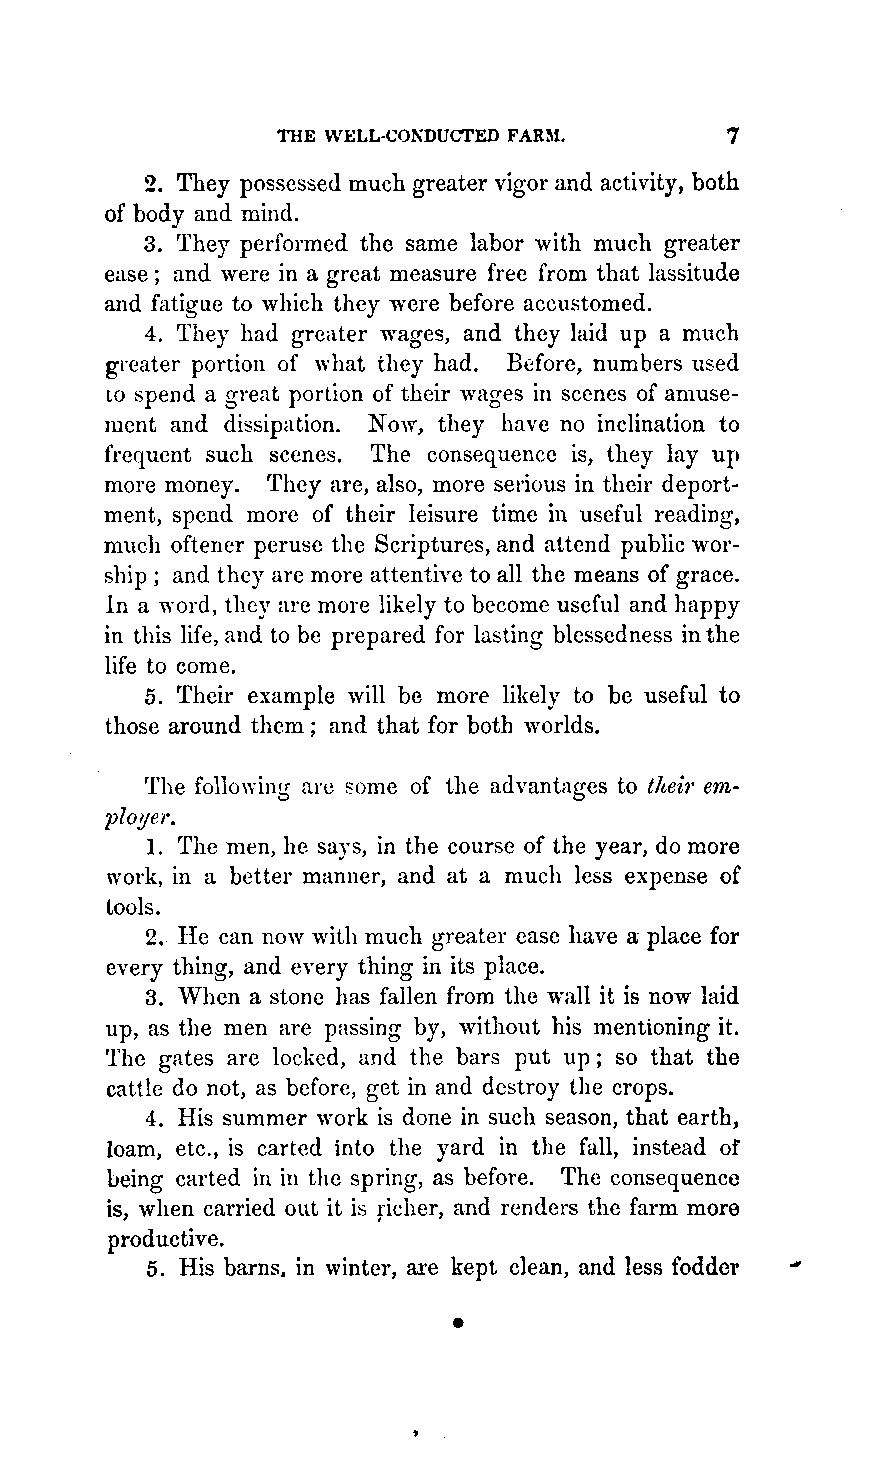 THE WELL-CONDUCTED FARM. 7
2. They possessed much greater vigor and activity, both
of body and mind.
3. They performed the same labor with much greater
ease; and were in a great measure free from that lassitude
and fatigue to which they were before accustomed.
4. They had greater wages, and they laid up a much
greater portion of what they had. Before, numbers used
to spend a great portion of their wages in scenes of amuse-
ment and dissipation. Now, they have no inclination to
frequent such scenes. The consequence is, they lay up
more money. They are, also, more serious in their deport-
ment, spend more of their leisure time in useful reading,
much oftener peruse the Scriptures, and attend public wor-
ship; and they are more attentive to all the means of grace.
In a word, they are more likely to become useful and happy
in this life, and to be prepared for lasting blessedness in the
life to come.
5. Their example will be more likely to be useful to
those around them; and that for both worlds.
The following are some of the advantages to their em-
ployer.
1. The men, he says, in the course of the year, do more
work, in a better manner, and at a much less expense of
tools.
2. He can now with much greater ease have a place for
every thing, and every thing in its place.
3. When a stone has fallen from the wall it is now laid
up, as the men are passing by, without his mentioning it.
The gates are locked, and the bars put up; so that the
cattle do not, as before, get in and destroy the crops.
4. His summer work is done in such season, that earth,
loam, etc., is carted into the yard in the fall, instead of
being carted in in the spring, as before. The consequence
is, when carried out it is richer, and renders the farm more
productive.
5. His barns, in winter, are kept clean, and less fodder